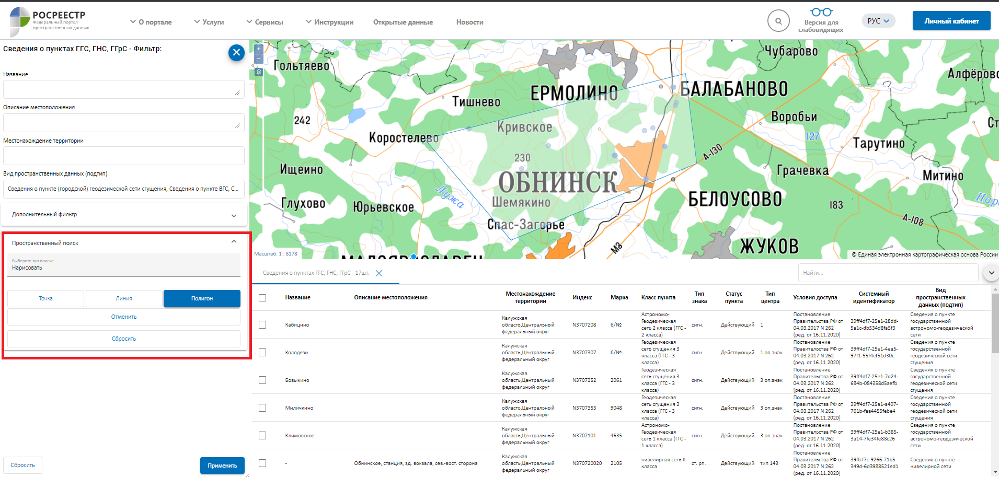 РОСРЕЕСТР
Федеральный портал
пространственных данных
О портале
Услуги
Сервисы
Инструкции
Открытые данные
Новости
Версия для
слабовидящих
РУС
Личный кабинет
Сведения о пунктах ГГС, ГНС, ГГрС - Фильтр:
Название
Описание местоположения
Местонахождение территории
Вид пространственных данных (подтип)
Сведения о пункте (городской) геодезической сети сгущения, Сведения о пункте ВГС, С...
Дополнительный фильтр
Пространственный поиск
Выберите тип поиска
Нарисовать
Точка
Линия
Полигон
Отменить
Сбросить
Сбросить
Применить
+
−
Чубарово
Гольтяево
Алфёрово
ЕРМОЛИНО
БАЛАБАНОВО
Тишнево
242
Воробьи
Кривское
Коростелево
127
Тарутино
230
А-130
Ищеино
Грачевка
Митино
ОБНИНСК
Лужа
Глухово
Шемякино
БЕЛОУСОВО
183
Юрьевское
А-108
Спас-Загорье
М3
ЖУКОВ
Масштаб: 1 : 8178
© Единая электронная картографическая основа России
Сведения о пунктах ГГС, ГНС, ГГрС - 17шт.
Найти...
Название
Описание местоположения
Местонахождение
территории
Индекс
Марка
Класс пункта
Тип
знака
Статус
пункта
Тип
центра
Условия доступа
Системный
идентификатор
Вид
пространственных
данных (подтип)
Кабицино
Калужская
область,Центральный
федеральный округ
N3707208
б/№
Астрономо-
Геодезическая
сеть 2 класса (ГГС -
2 класса)
сигн.
Действующий
1
Постановление
Правительства РФ от
04.03.2017 N 262
(ред. от 16.11.2020)
39ff4df7-25e1-28dd-
5a1c-db534d8fa5f3
Сведения о пункте
государственной
астрономо-геодезической
сети
Колодези
Калужская
область,Центральный
федеральный округ
N3707307
б/№
Геодезическая
сеть сгущения 3
класса (ГГС - 3
класса)
сигн.
Действующий
1 оп.знак
Постановление
Правительства РФ от
04.03.2017 N 262
(ред. от 16.11.2020)
39ff4df7-25e1-4ea5-
97f1-55f4ef51d30c
Сведения о пункте
государственной
геодезической сети
сгущения
Бовыкино
Калужская
область,Центральный
федеральный округ
N3707352
2061
Геодезическая
сеть сгущения 3
класса (ГГС - 3
класса)
сигн.
Действующий
3 оп.знак
Постановление
Правительства РФ от
04.03.2017 N 262
(ред. от 16.11.2020)
39ff4df7-25e1-7d24-
684b-084358d5aefb
Сведения о пункте
государственной
геодезической сети
сгущения
Миличкино
Калужская
область,Центральный
федеральный округ
N3707353
9048
Геодезическая
сеть сгущения 3
класса (ГГС - 3
класса)
сигн.
Действующий
3 оп.знак
Постановление
Правительства РФ от
04.03.2017 N 262
(ред. от 16.11.2020)
39ff4df7-25e1-a407-
761b-faa4455febe4
Сведения о пункте
государственной
геодезической сети
сгущения
Климовское
Калужская
область,Центральный
федеральный округ
N3707101
4635
Астрономо-
Геодезическая
сеть 1 класса (ГГС -
1 класса)
сигн.
Действующий
3 оп.знак
Постановление
Правительства РФ от
04.03.2017 N 262
(ред. от 16.11.2020)
39ff4df7-25e1-b385-
3a14-7fe34fe88c26
Сведения о пункте
государственной
астрономо-геодезической
сети
-
Обнинское, станция, зд. вокзала, сев.-вост. сторона
Калужская
область,Центральный
федеральный округ
N370720020
2105
нивелирная сеть II
класса
ст. рп.
Действующий
тип 143
Постановление
Правительства РФ от
04.03.2017 N 262
(ред. от 16.11.2020)
39ffcf7c-9266-71b5-
349d-6d3988521ed1
Сведения о пункте
нивелирной сети